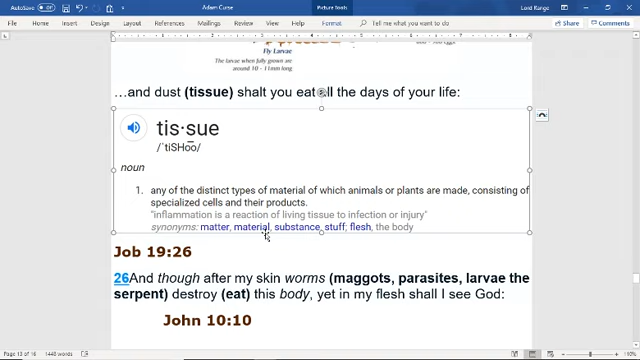 AutoSave
Adam Curse
Picture Tools
Lord Range
File Home Insert Draw Design Layout References Mailings Review View Help Format Tell me what you want to do Share Comments
Fly Larvae
The larvae when fully grown are
around 10 - 11mm long
…and dust (tissue) shalt you eat all the days of your life:
tis·sue
/ˈtiSHo͞o/
noun
1. any of the distinct types of material of which animals or plants are made, consisting of
specialized cells and their products.
"inflammation is a reaction of living tissue to infection or injury"
synonyms: matter, material, substance, stuff; flesh, the body
Job 19:26
26And though after my skin worms (maggots, parasites, larvae the
serpent) destroy (eat) this body, yet in my flesh shall I see God:
John 10:10
Page 13 of 16 1448 words